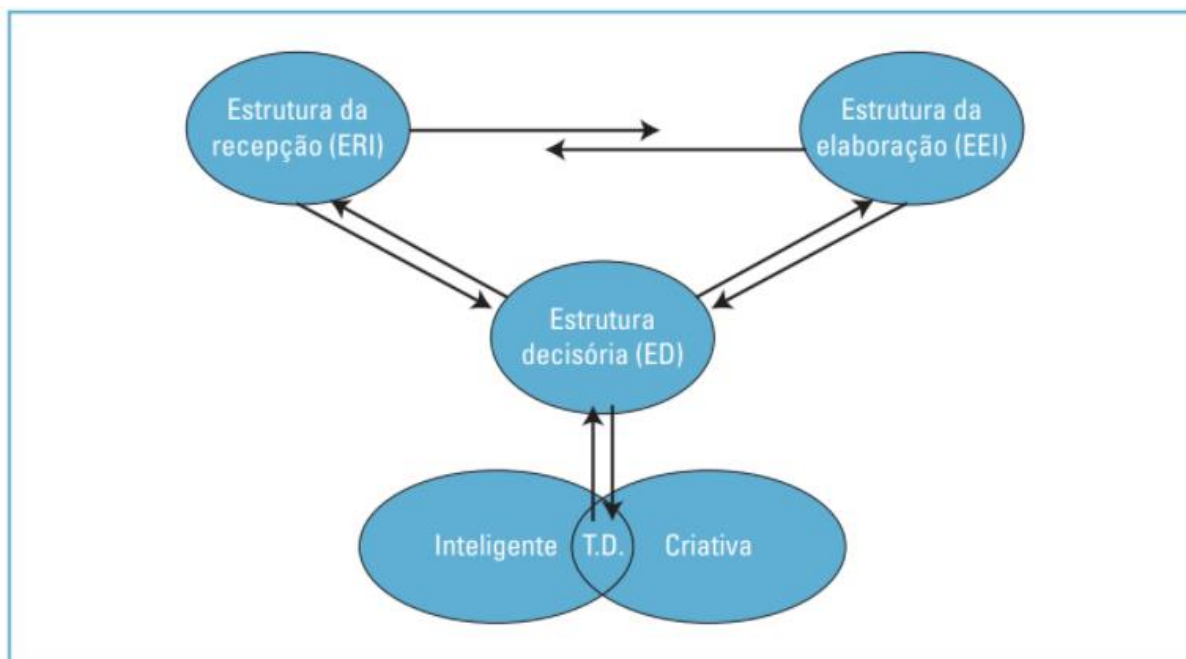 Estrutura da
recepção (ERI)
Estrutura da
elaboração (EEI)
Estrutura
decisória (ED)
Inteligente
T.D.
Criativa